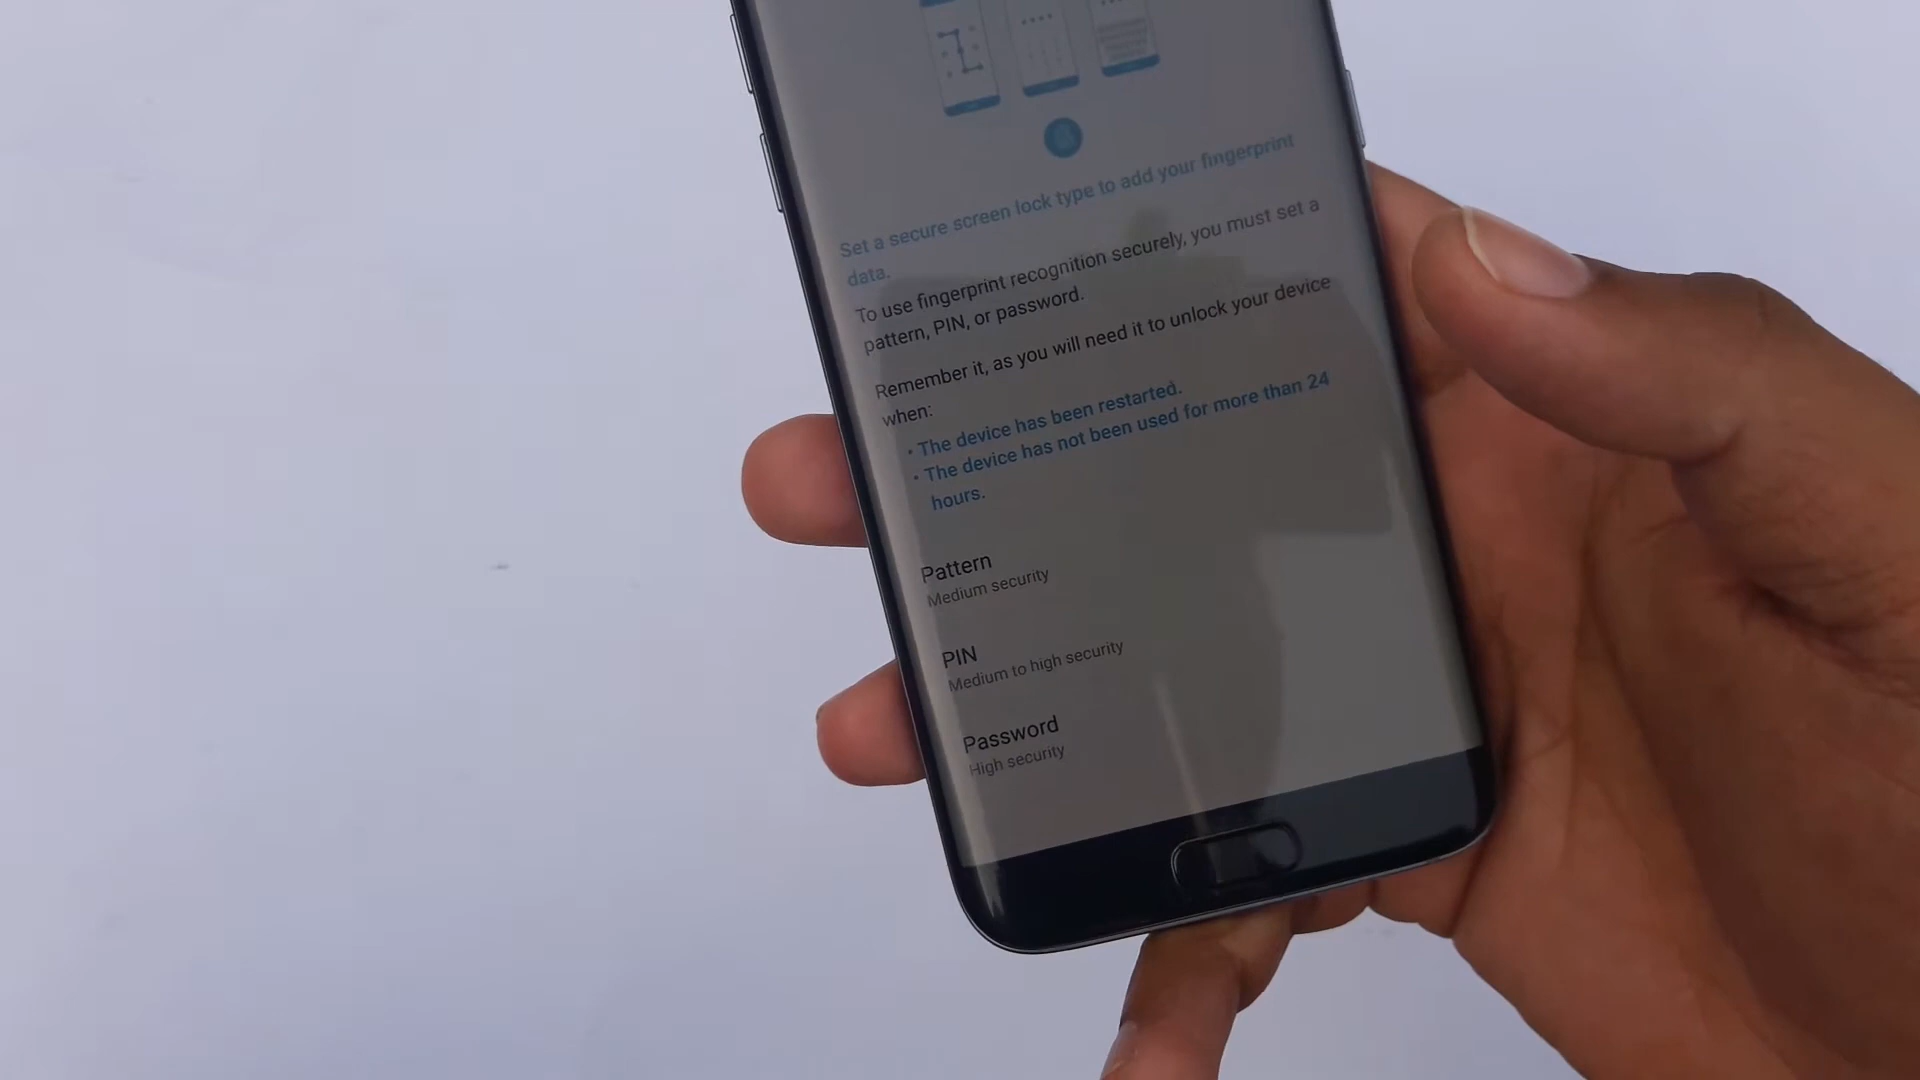 Set a secure screen lock type to add your fingerprint
data.
To use fingerprint recognition securely, you must set a
pattern, PIN, or password.
Remember it, as you will need it to unlock your device
when:
• The device has been restarted.
• The device has not been used for more than 24
hours.
Pattern
Medium security
PIN
Medium to high security
Password
High security